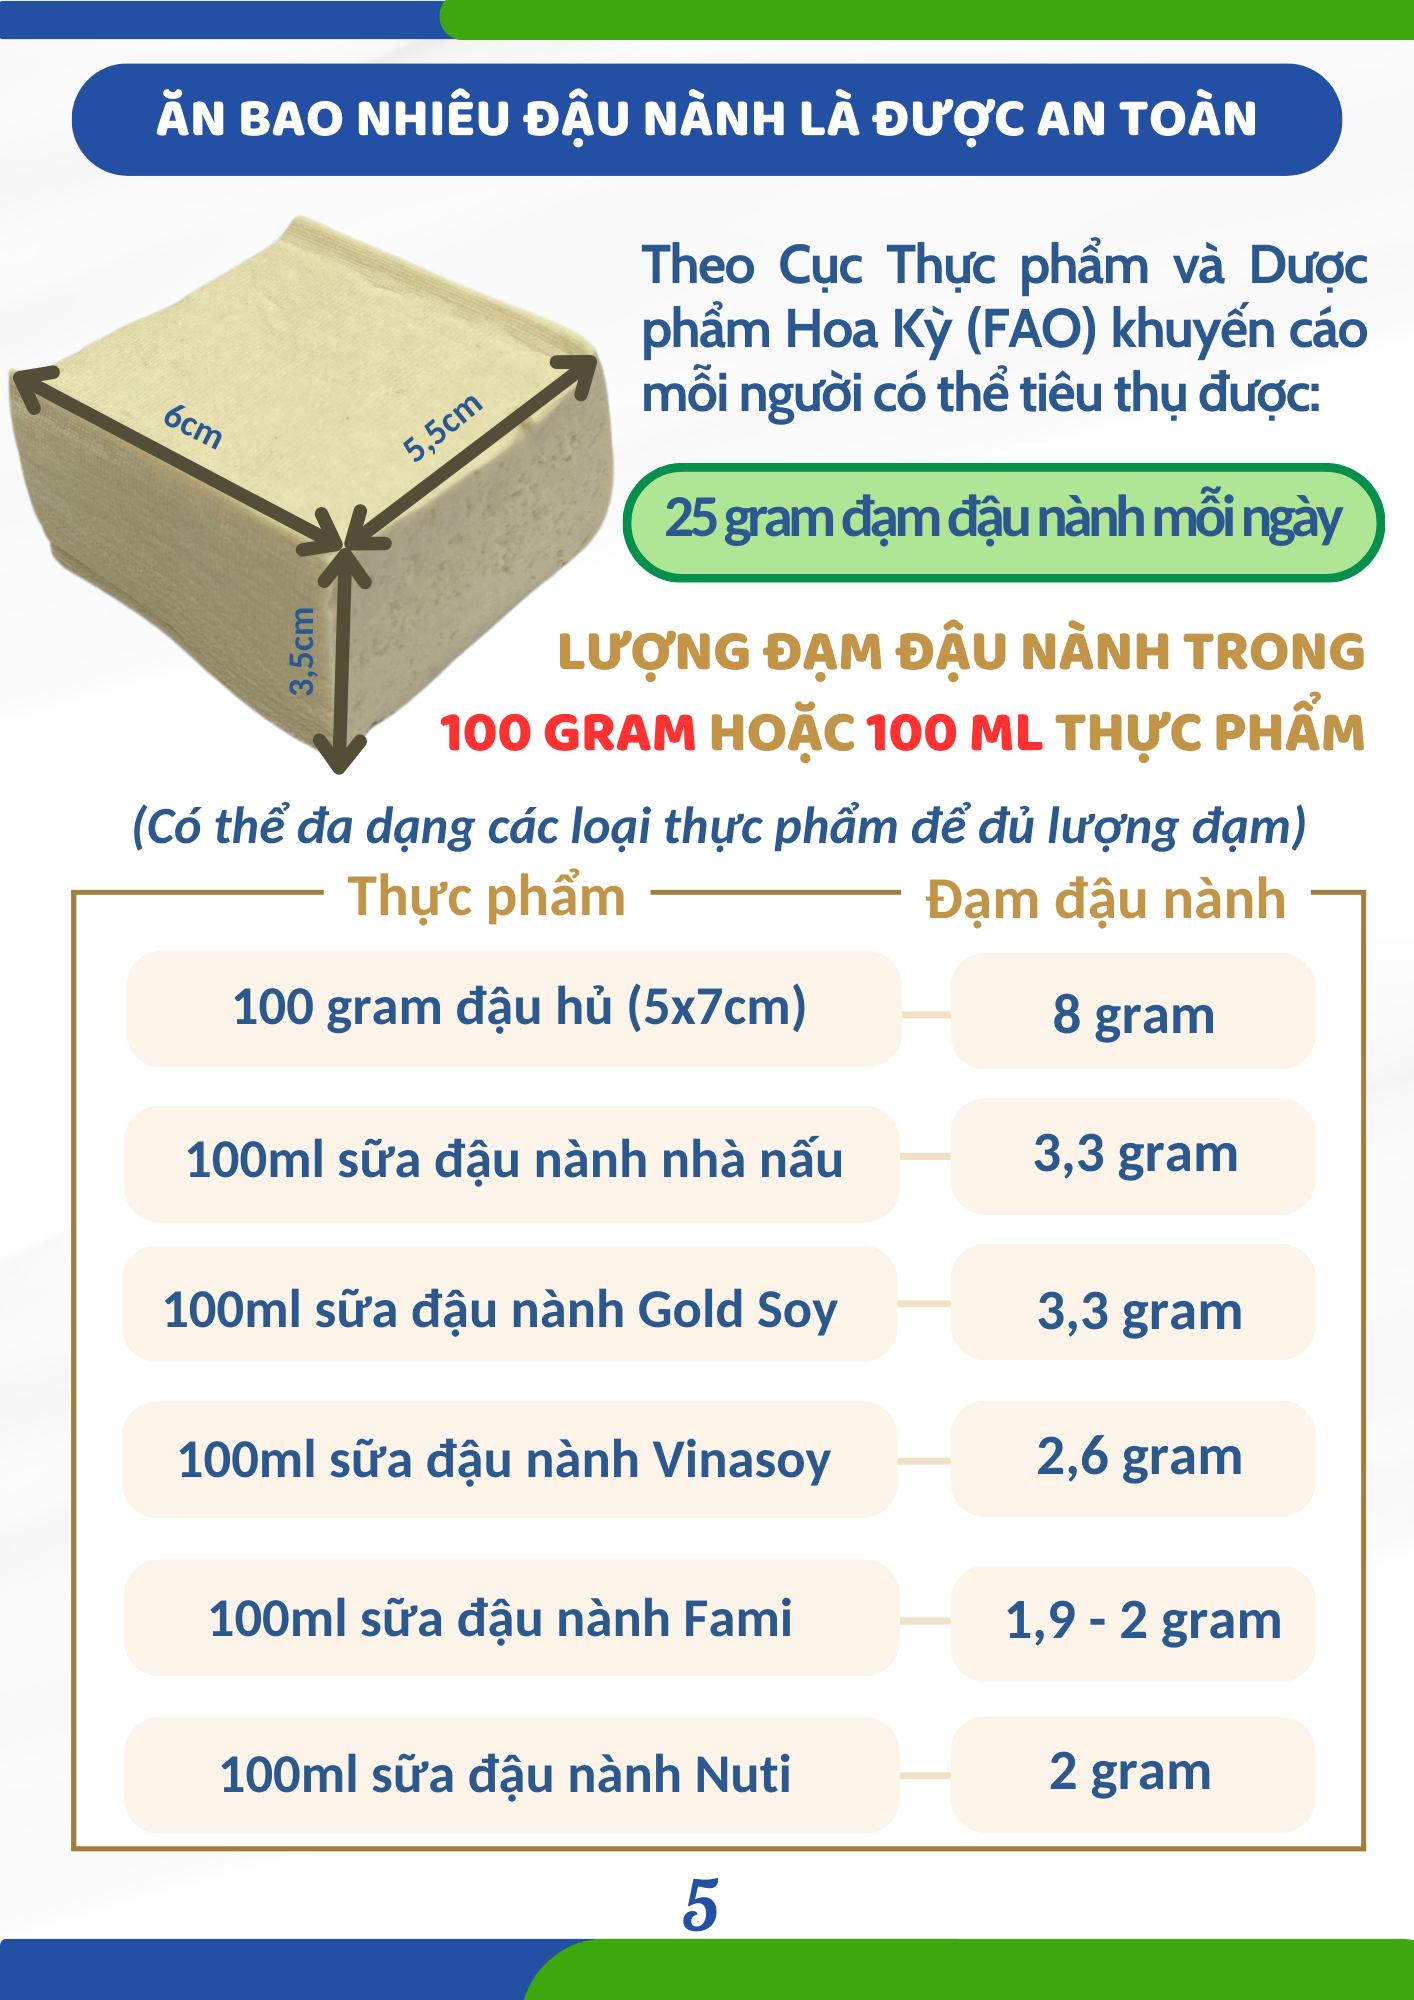 ĂN BAO NHIÊU ĐẬU NÀNH LÀ ĐƯỢC AN TOÀN
Theo Cục Thực phẩm và Dược
phẩm Hoa Kỳ (FAO) khuyến cáo
mỗi người có thể tiêu thụ được:
6cm
5,5cm
3,5cm
25 gram đạm đậu nành mỗi ngày
LƯỢNG ĐẠM ĐẬU NÀNH TRONG
100 GRAM HOẶC 100 ML THỰC PHẨM
(Có thể đa dạng các loại thực phẩm để đủ lượng đạm)
Thực phẩm Đạm đậu nành
100 gram đậu hủ (5x7cm) 8 gram
100ml sữa đậu nành nhà nấu 3,3 gram
100ml sữa đậu nành Gold Soy 3,3 gram
100ml sữa đậu nành Vinasoy 2,6 gram
100ml sữa đậu nành Fami 1,9 - 2 gram
100ml sữa đậu nành Nuti 2 gram
5